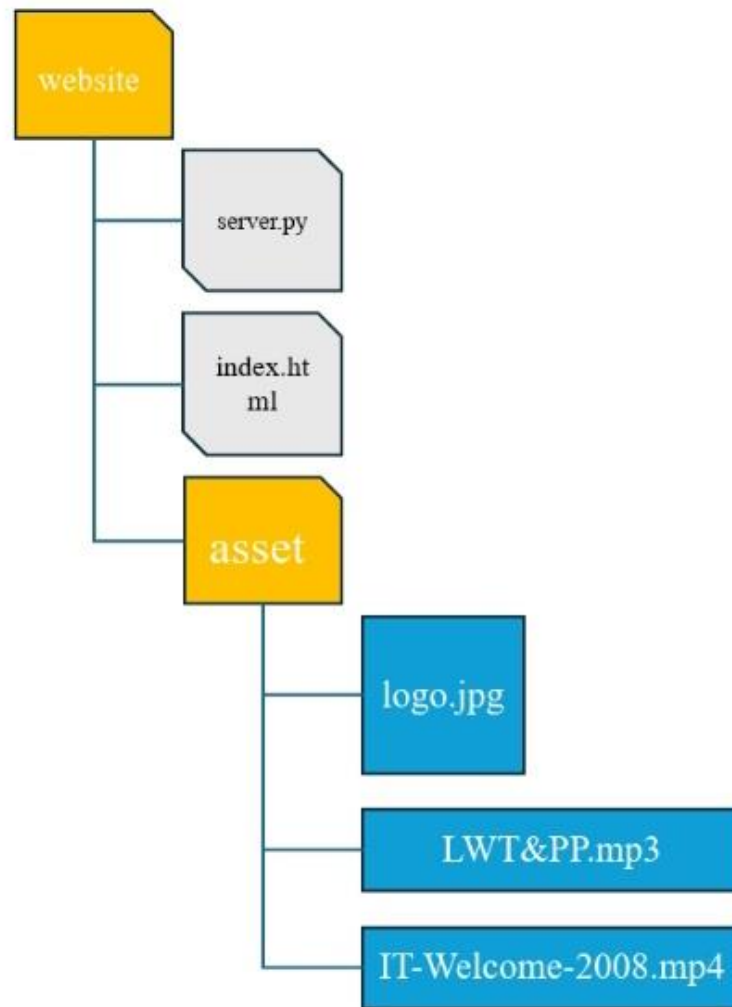 website
server.py
index.ht
ml
asset
logo.jpg
LWT&PP.mp3
IT-Welcome-2008.mp4